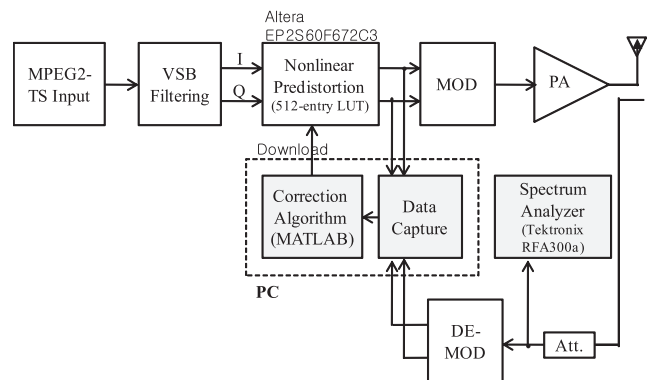 Altera
EP2S60F672C3
MPEG2-
TS Input
VSB
Filtering
I
Q
Nonlinear
Predistortion
(512-entry LUT)
MOD
PA
Download
Correction
Algorithm
(MATLAB)
Data
Capture
Spectrum
Analyzer
(Tektronix
RFA300a)
PC
DE-
MOD
Att.